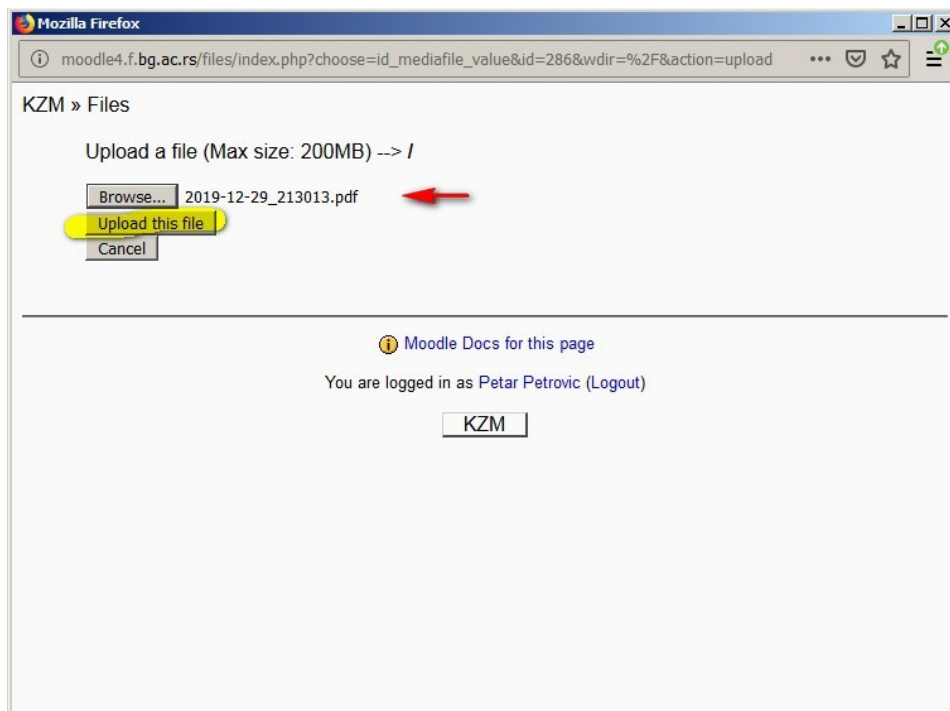 Mozilla Firefox
moodle4.f.bg.ac.rs/files/index.php?choose=id_mediafile_value&id=286&wdir=%2F&action=upload
KZM » Files
Upload a file (Max size: 200MB) --> /
Browse... 2019-12-29_213013.pdf
Upload this file
Cancel
Moodle Docs for this page
You are logged in as Petar Petrovic (Logout)
KZM